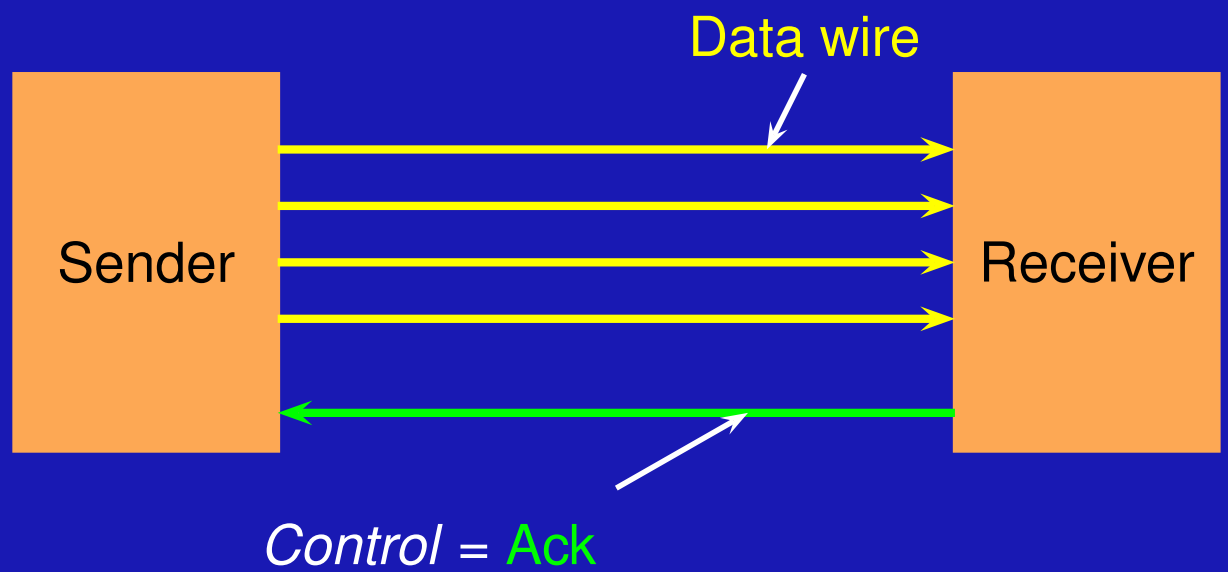 Data wire
Sender
Receiver
Control = Ack